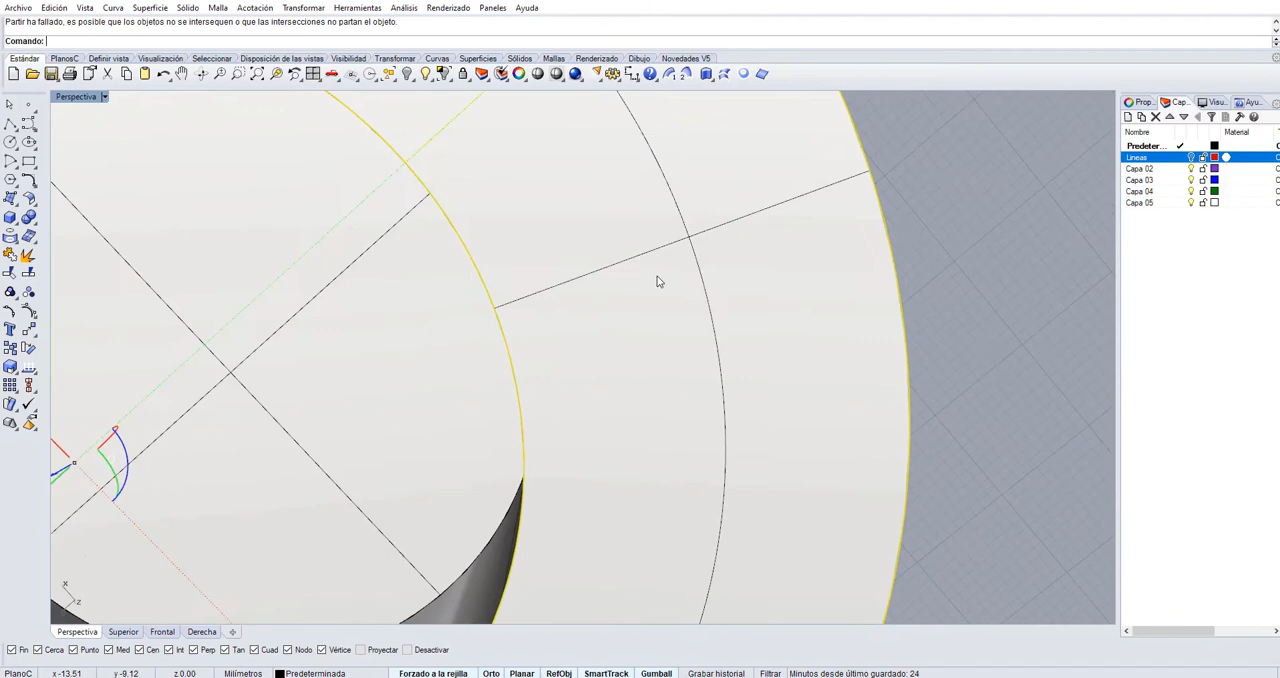 Archivo Edición Vista Curva Superficie Sólido Malla Acotación Transformar Herramientas Análisis Renderizado Paneles Ayuda
Partir ha fallado, es posible que los objetos no se intersequen o que las intersecciones no partan el objeto.
Comando:
Estándar PlanosC Definir vista Visualización Seleccionar Disposición de las vistas Visibilidad Transformar Curvas Superficies Sólidos Mallas Renderizado Dibujo Novedades V5
Perspectiva
Prop... Cap... Visu... Ayu...
Nombre Material
Predeter...
Lineas
Capa 02
Capa 03
Capa 04
Capa 05
x
z
Perspectiva Superior Frontal Derecha
Fin Cerca Punto Med Cen Int Perp Tan Cuad Nodo Vértice Proyectar Desactivar
PlanoC x -13.51 y -9.12 z 0.00 Milímetros Predeterminada Forzado a la rejilla Orto Planar RefObj SmartTrack Gumball Grabar historial Filtrar Minutos desde último guardado: 24